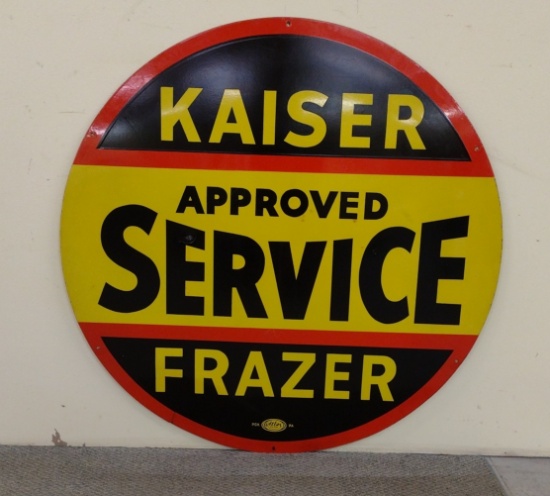 KAISER
APPROVED
SERVICE
FRAZER